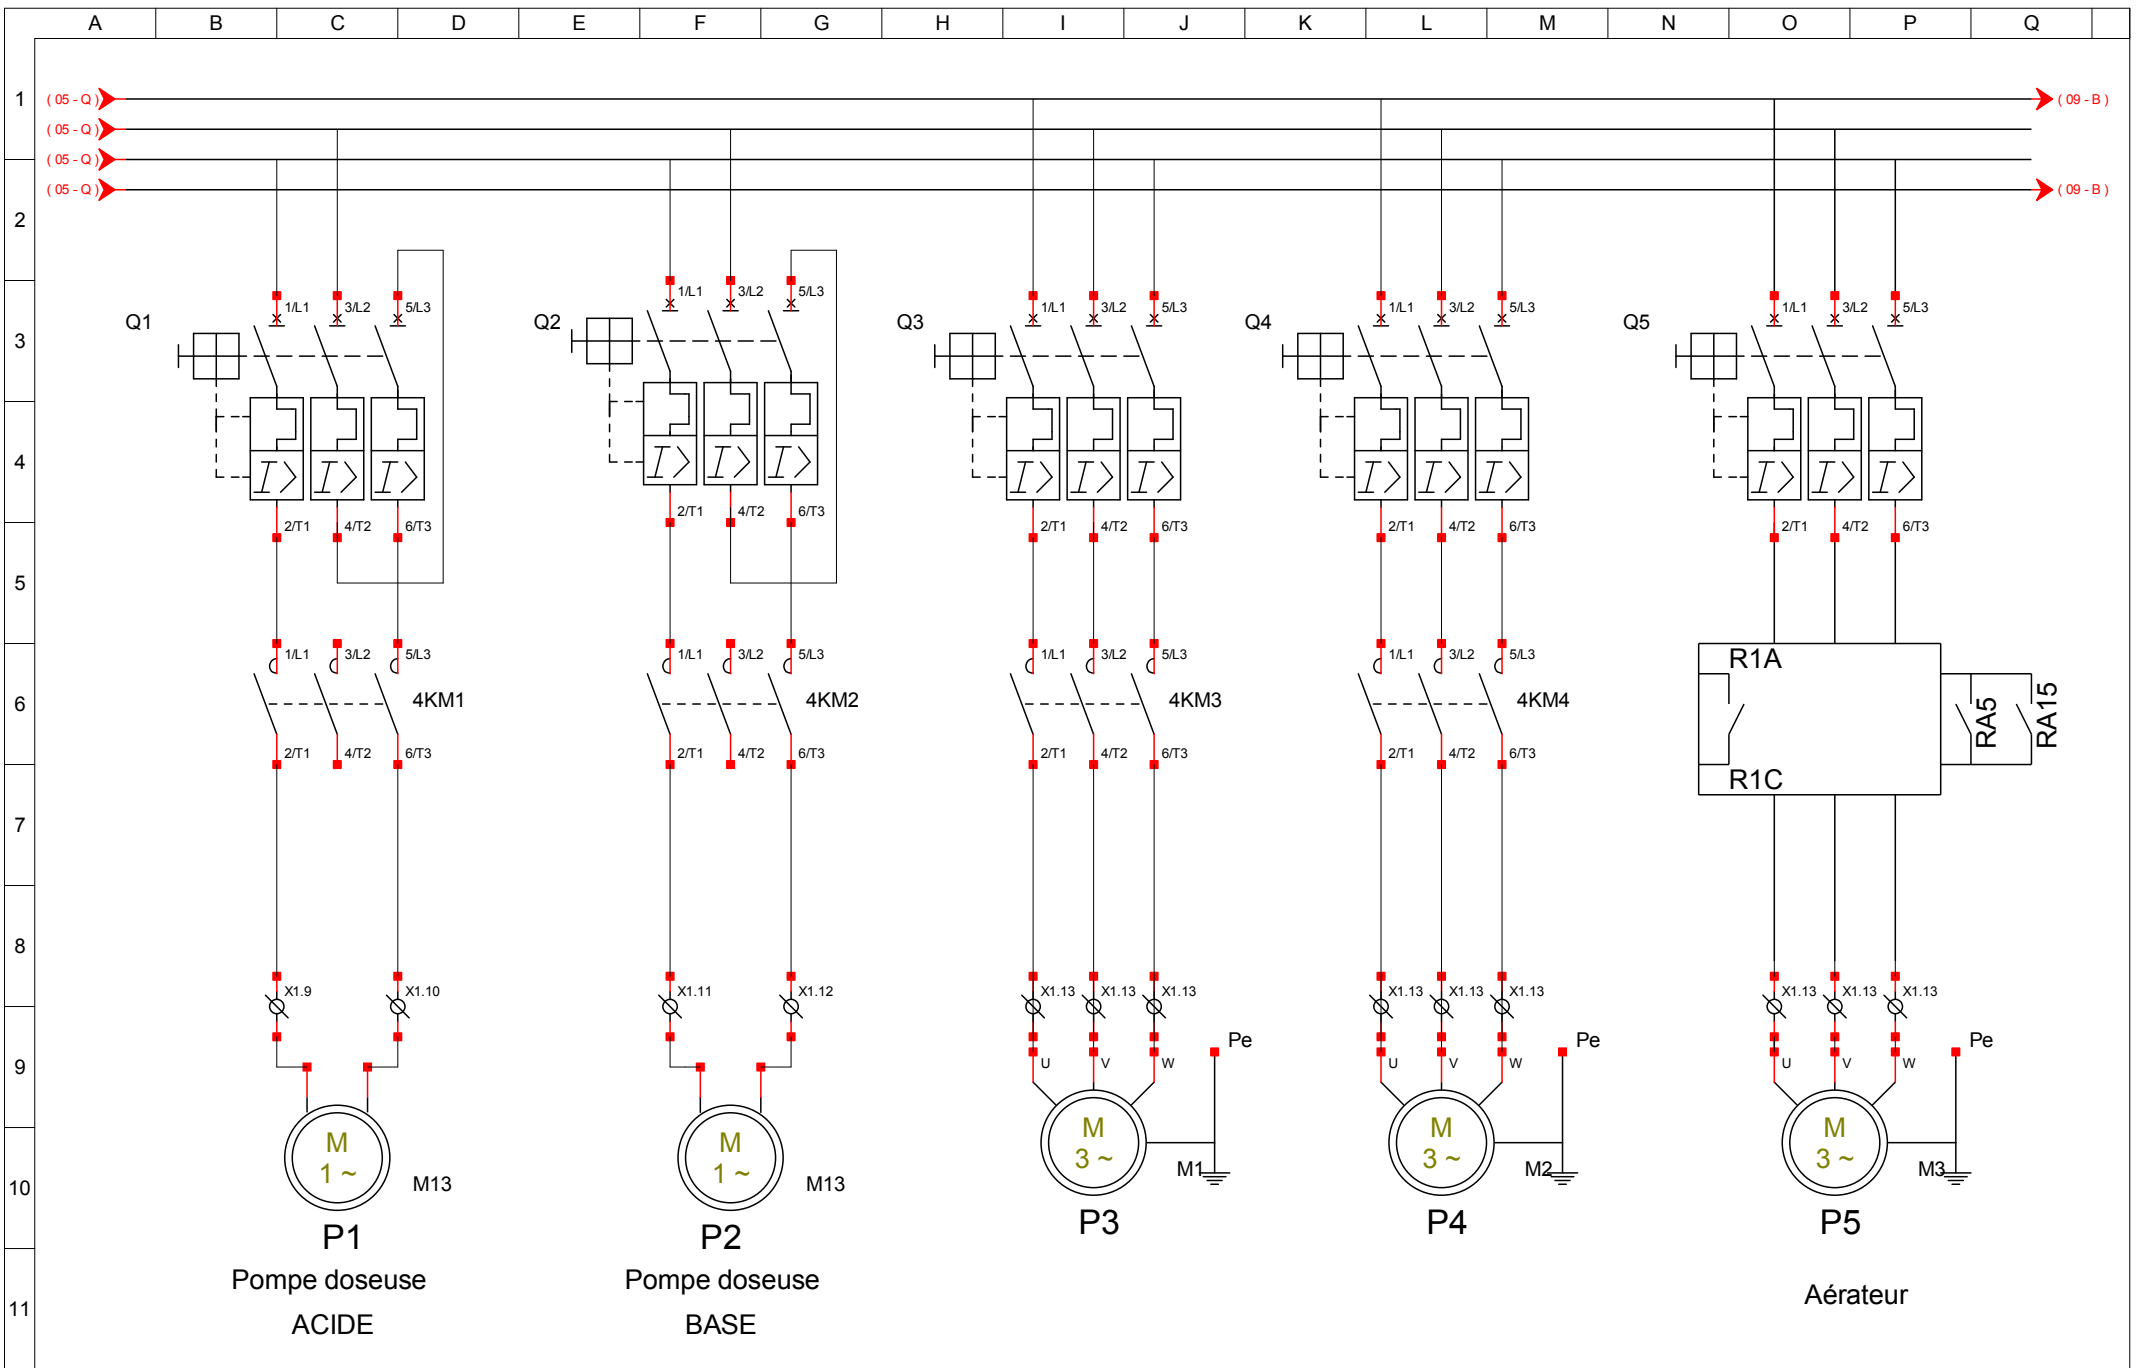 A B C D E F G H I J K L M N O P Q
1 ( 05 - Q ) ( 09 - B )
( 05 - Q )
( 05 - Q )
( 05 - Q ) ( 09 - B )
2
1/L1 3/L2 5/L3 1/L1 3/L2 5/L3 1/L1 3/L2 5/L3 1/L1 3/L2 5/L3 1/L1 3/L2 5/L3
Q1 Q2 Q3 Q4 Q5
3
4 I> I> I> I> I> I> I> I> I> I> I> I> I> I> I>
2/T1 4/T2 6/T3 2/T1 4/T2 6/T3 2/T1 4/T2 6/T3 2/T1 4/T2 6/T3 2/T1 4/T2 6/T3
5
1/L1 3/L2 5/L3 1/L1 3/L2 5/L3 1/L1 3/L2 5/L3 1/L1 3/L2 5/L3 R1A
6 4KM1 4KM2 4KM3 4KM4 RA5 RA15
2/T1 4/T2 6/T3 2/T1 4/T2 6/T3 2/T1 4/T2 6/T3 2/T1 4/T2 6/T3 R1C
7
8
X1.9 X1.10 X1.11 X1.12 X1.13 X1.13 X1.13 X1.13 X1.13 X1.13 X1.13 X1.13 X1.13
Pe Pe Pe
9 U V W U V W U V W
M M M M M
1 ~ 1 ~ 3 ~ 3 ~ 3 ~
10 M13 M13 M1 M2 M3
P1 P2 P3 P4 P5
Pompe doseuse Pompe doseuse
11 Aérateur
ACIDE BASE